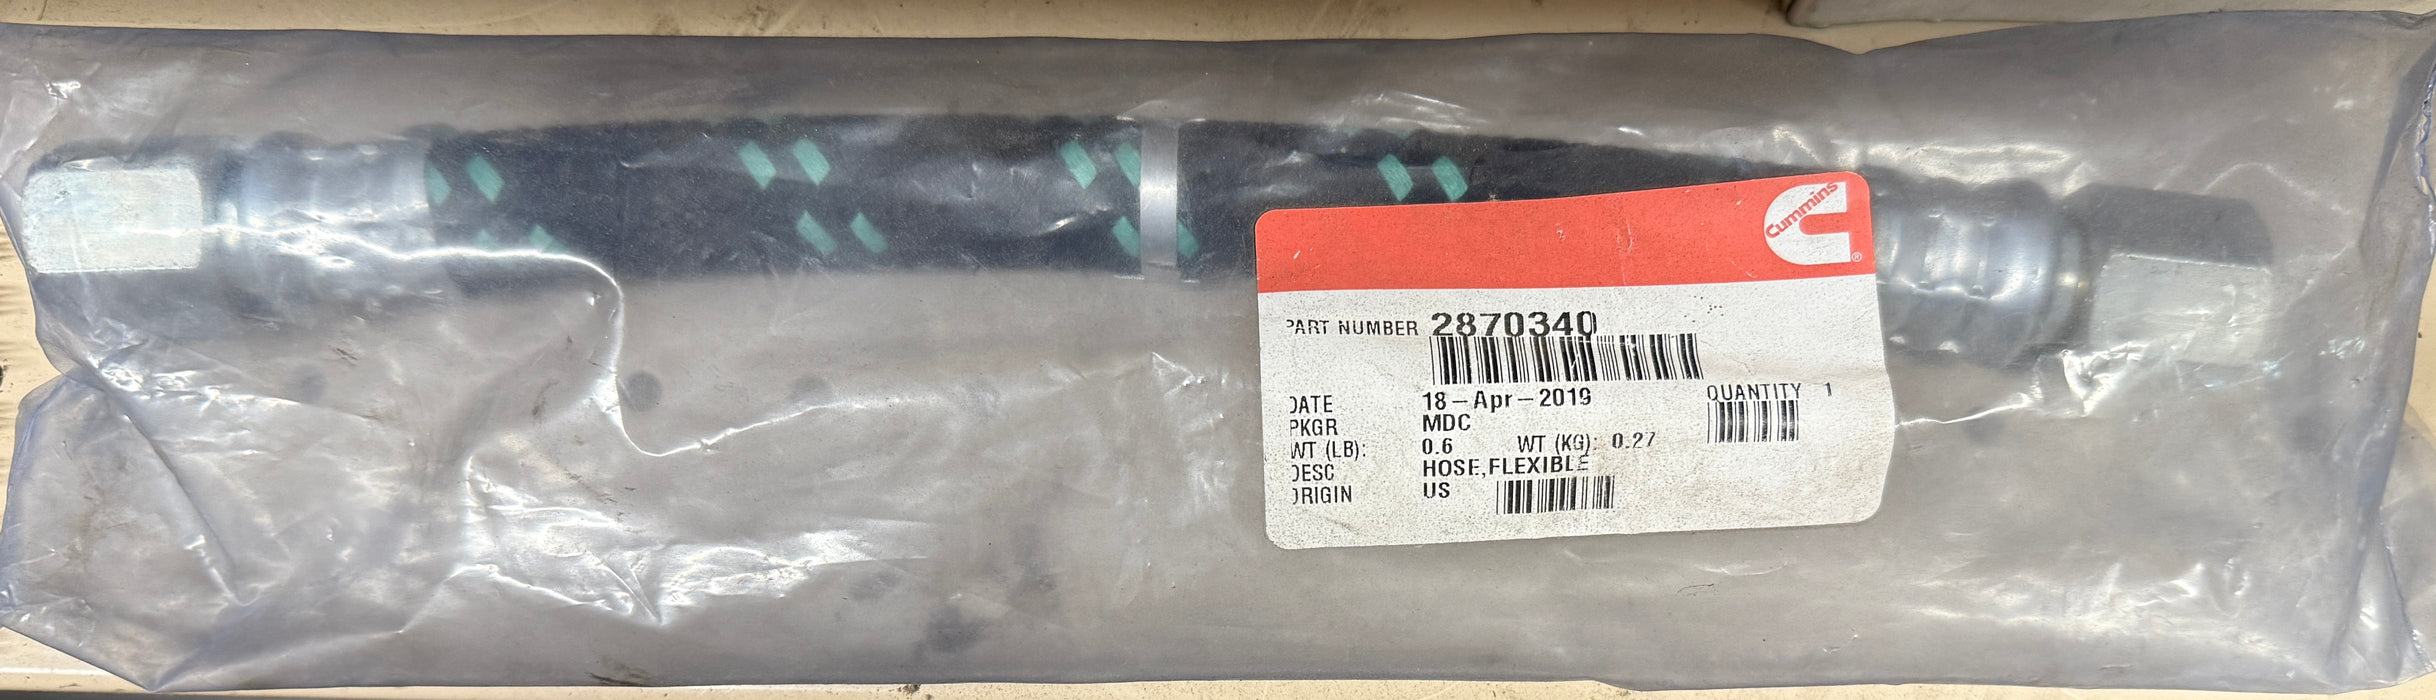 Cummins
®
PART NUMBER 2870340
DATE 18-Apr-2019 QUANTITY 1
PKGR MDC
WT (LB): 0.6 WT (KG): 0.27
DESC HOSE,FLEXIBLE
ORIGIN US